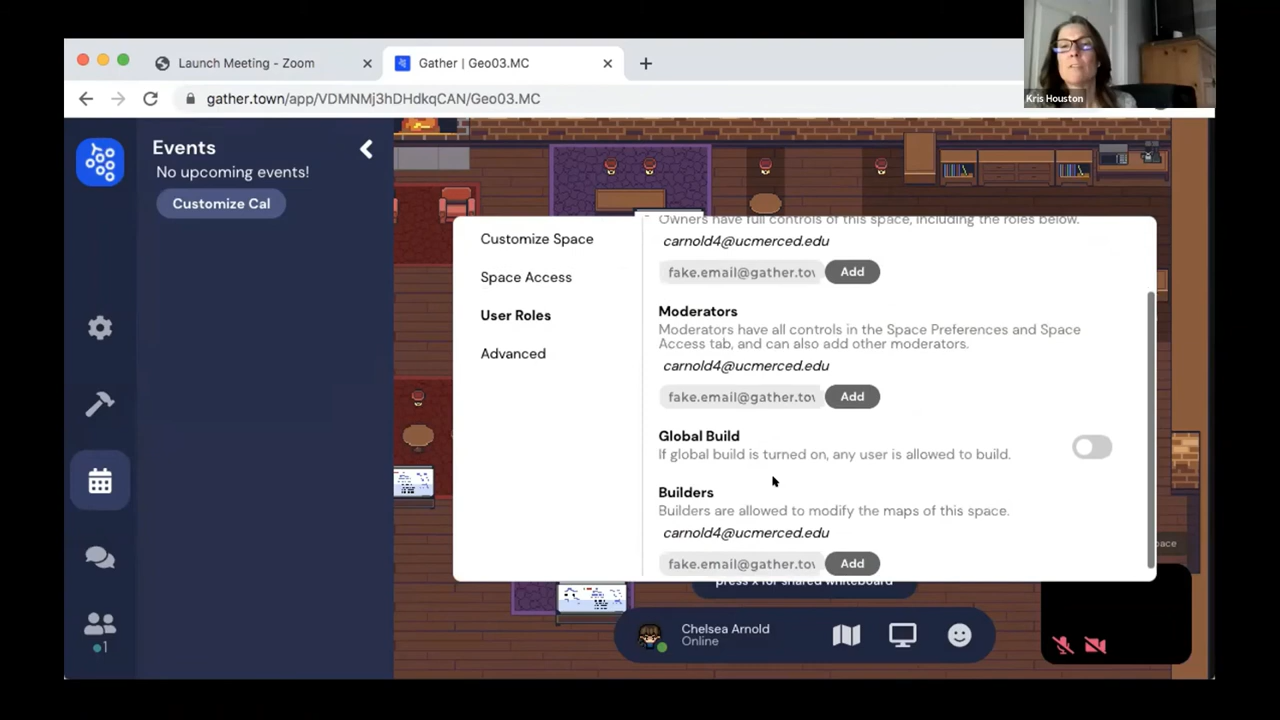 Launch Meeting - Zoom
Gather | Geo03.MC
gather.town/app/VDMNMj3hDHdkqCAN/Geo03.MC
Kris Houston
Events
No upcoming events!
Customize Cal
Customize Space
Space Access
User Roles
Advanced
Owners have full controls of this space, including the roles below.
carnold4@ucmerced.edu
fake.email@gather.tov
Add
Moderators
Moderators have all controls in the Space Preferences and Space
Access tab, and can also add other moderators.
carnold4@ucmerced.edu
fake.email@gather.tov
Add
Global Build
If global build is turned on, any user is allowed to build.
Builders
Builders are allowed to modify the maps of this space.
carnold4@ucmerced.edu
fake.email@gather.tov
Add
pace
press x for shared whiteboard
Chelsea Arnold
Online
1